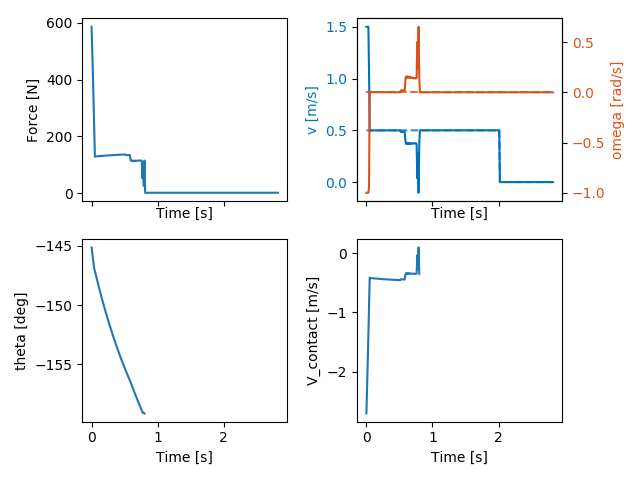 600
400
200
0
Force [N]
Time [s]
1.5
1.0
0.5
0.0
v [m/s]
0.5
0.0
−0.5
−1.0
omega [rad/s]
Time [s]
−145
−150
−155
theta [deg]
0 1 2
Time [s]
0
−1
−2
V_contact [m/s]
0 1 2
Time [s]